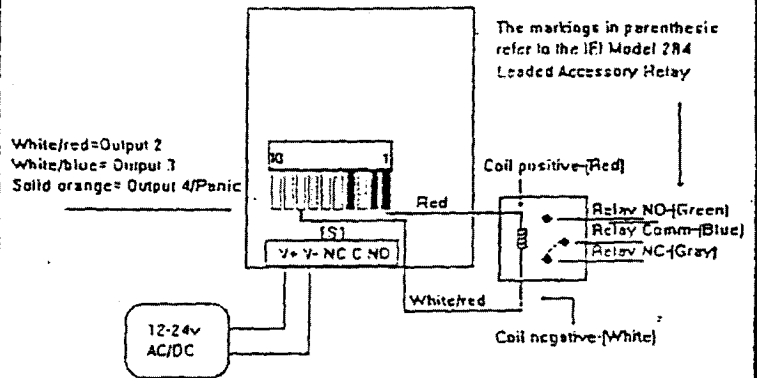 The markings in parenthesis
refer to the IEI Model 284
Leaded Accessory Relay
White/red=Output 2
White/blue= Output 3
Solid orange= Output 4/Panic
10 1
Coil positive-(Red)
Red
Relay NO-(Green)
Relay Comm-(Blue)
Relay NC-(Gray)
V+ V- NC C NO
White/red
12-24v
AC/DC
Coil negative-(White)